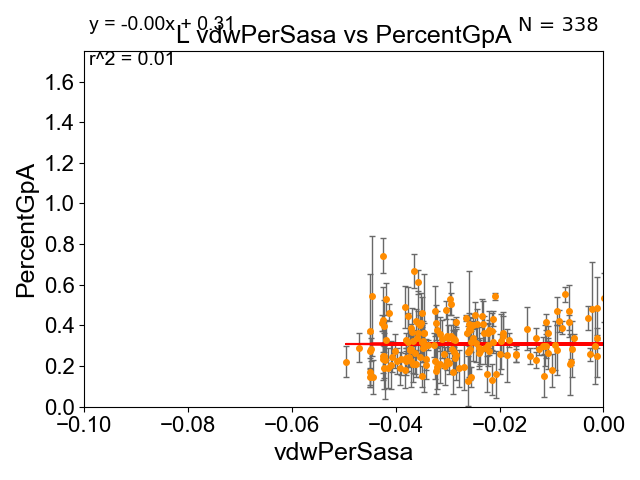 y = -0.00x + 0.31
L vdwPerSasa vs PercentGpA
N = 338
r^2 = 0.01
PercentGpA
1.6
1.4
1.2
1.0
0.8
0.6
0.4
0.2
0.0
−0.10
−0.08
−0.06
−0.04
−0.02
0.00
vdwPerSasa